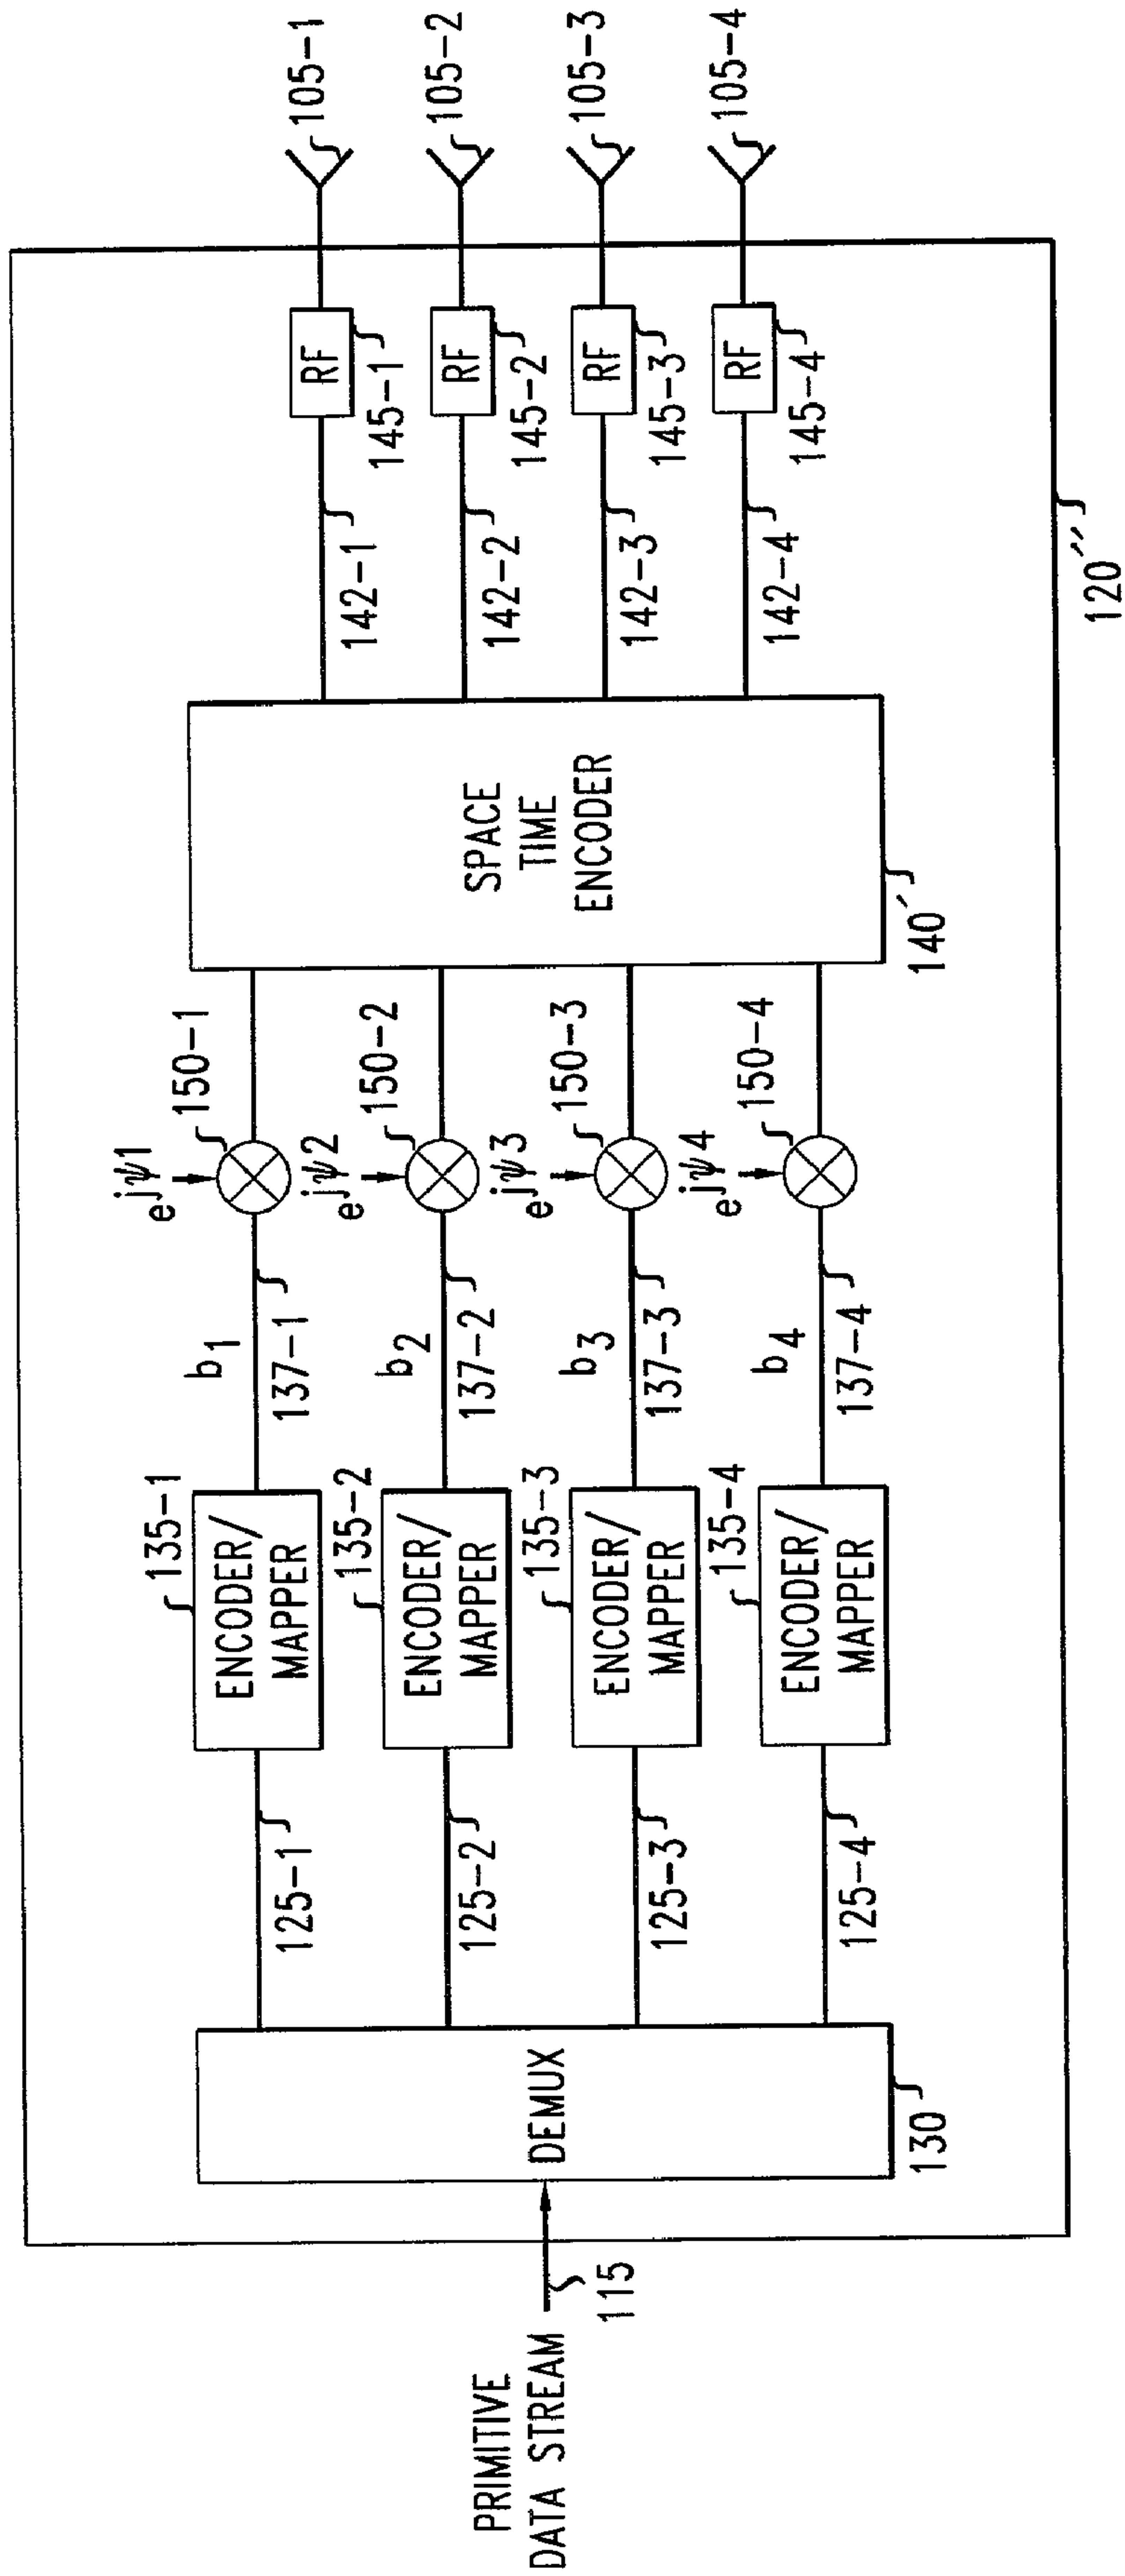 PRIMITIVE
DATA STREAM
115
DEMUX
130
125-1
125-2
125-3
125-4
135-1
ENCODER/
MAPPER
135-2
ENCODER/
MAPPER
135-3
ENCODER/
MAPPER
135-4
ENCODER/
MAPPER
b1
137-1
b2
137-2
b3
137-3
b4
137-4
ejψ1
150-1
ejψ2
150-2
ejψ3
150-3
ejψ4
150-4
SPACE
TIME
ENCODER
140′
142-1
142-2
142-3
142-4
RF
145-1
RF
145-2
RF
145-3
RF
145-4
105-1
105-2
105-3
105-4
120″